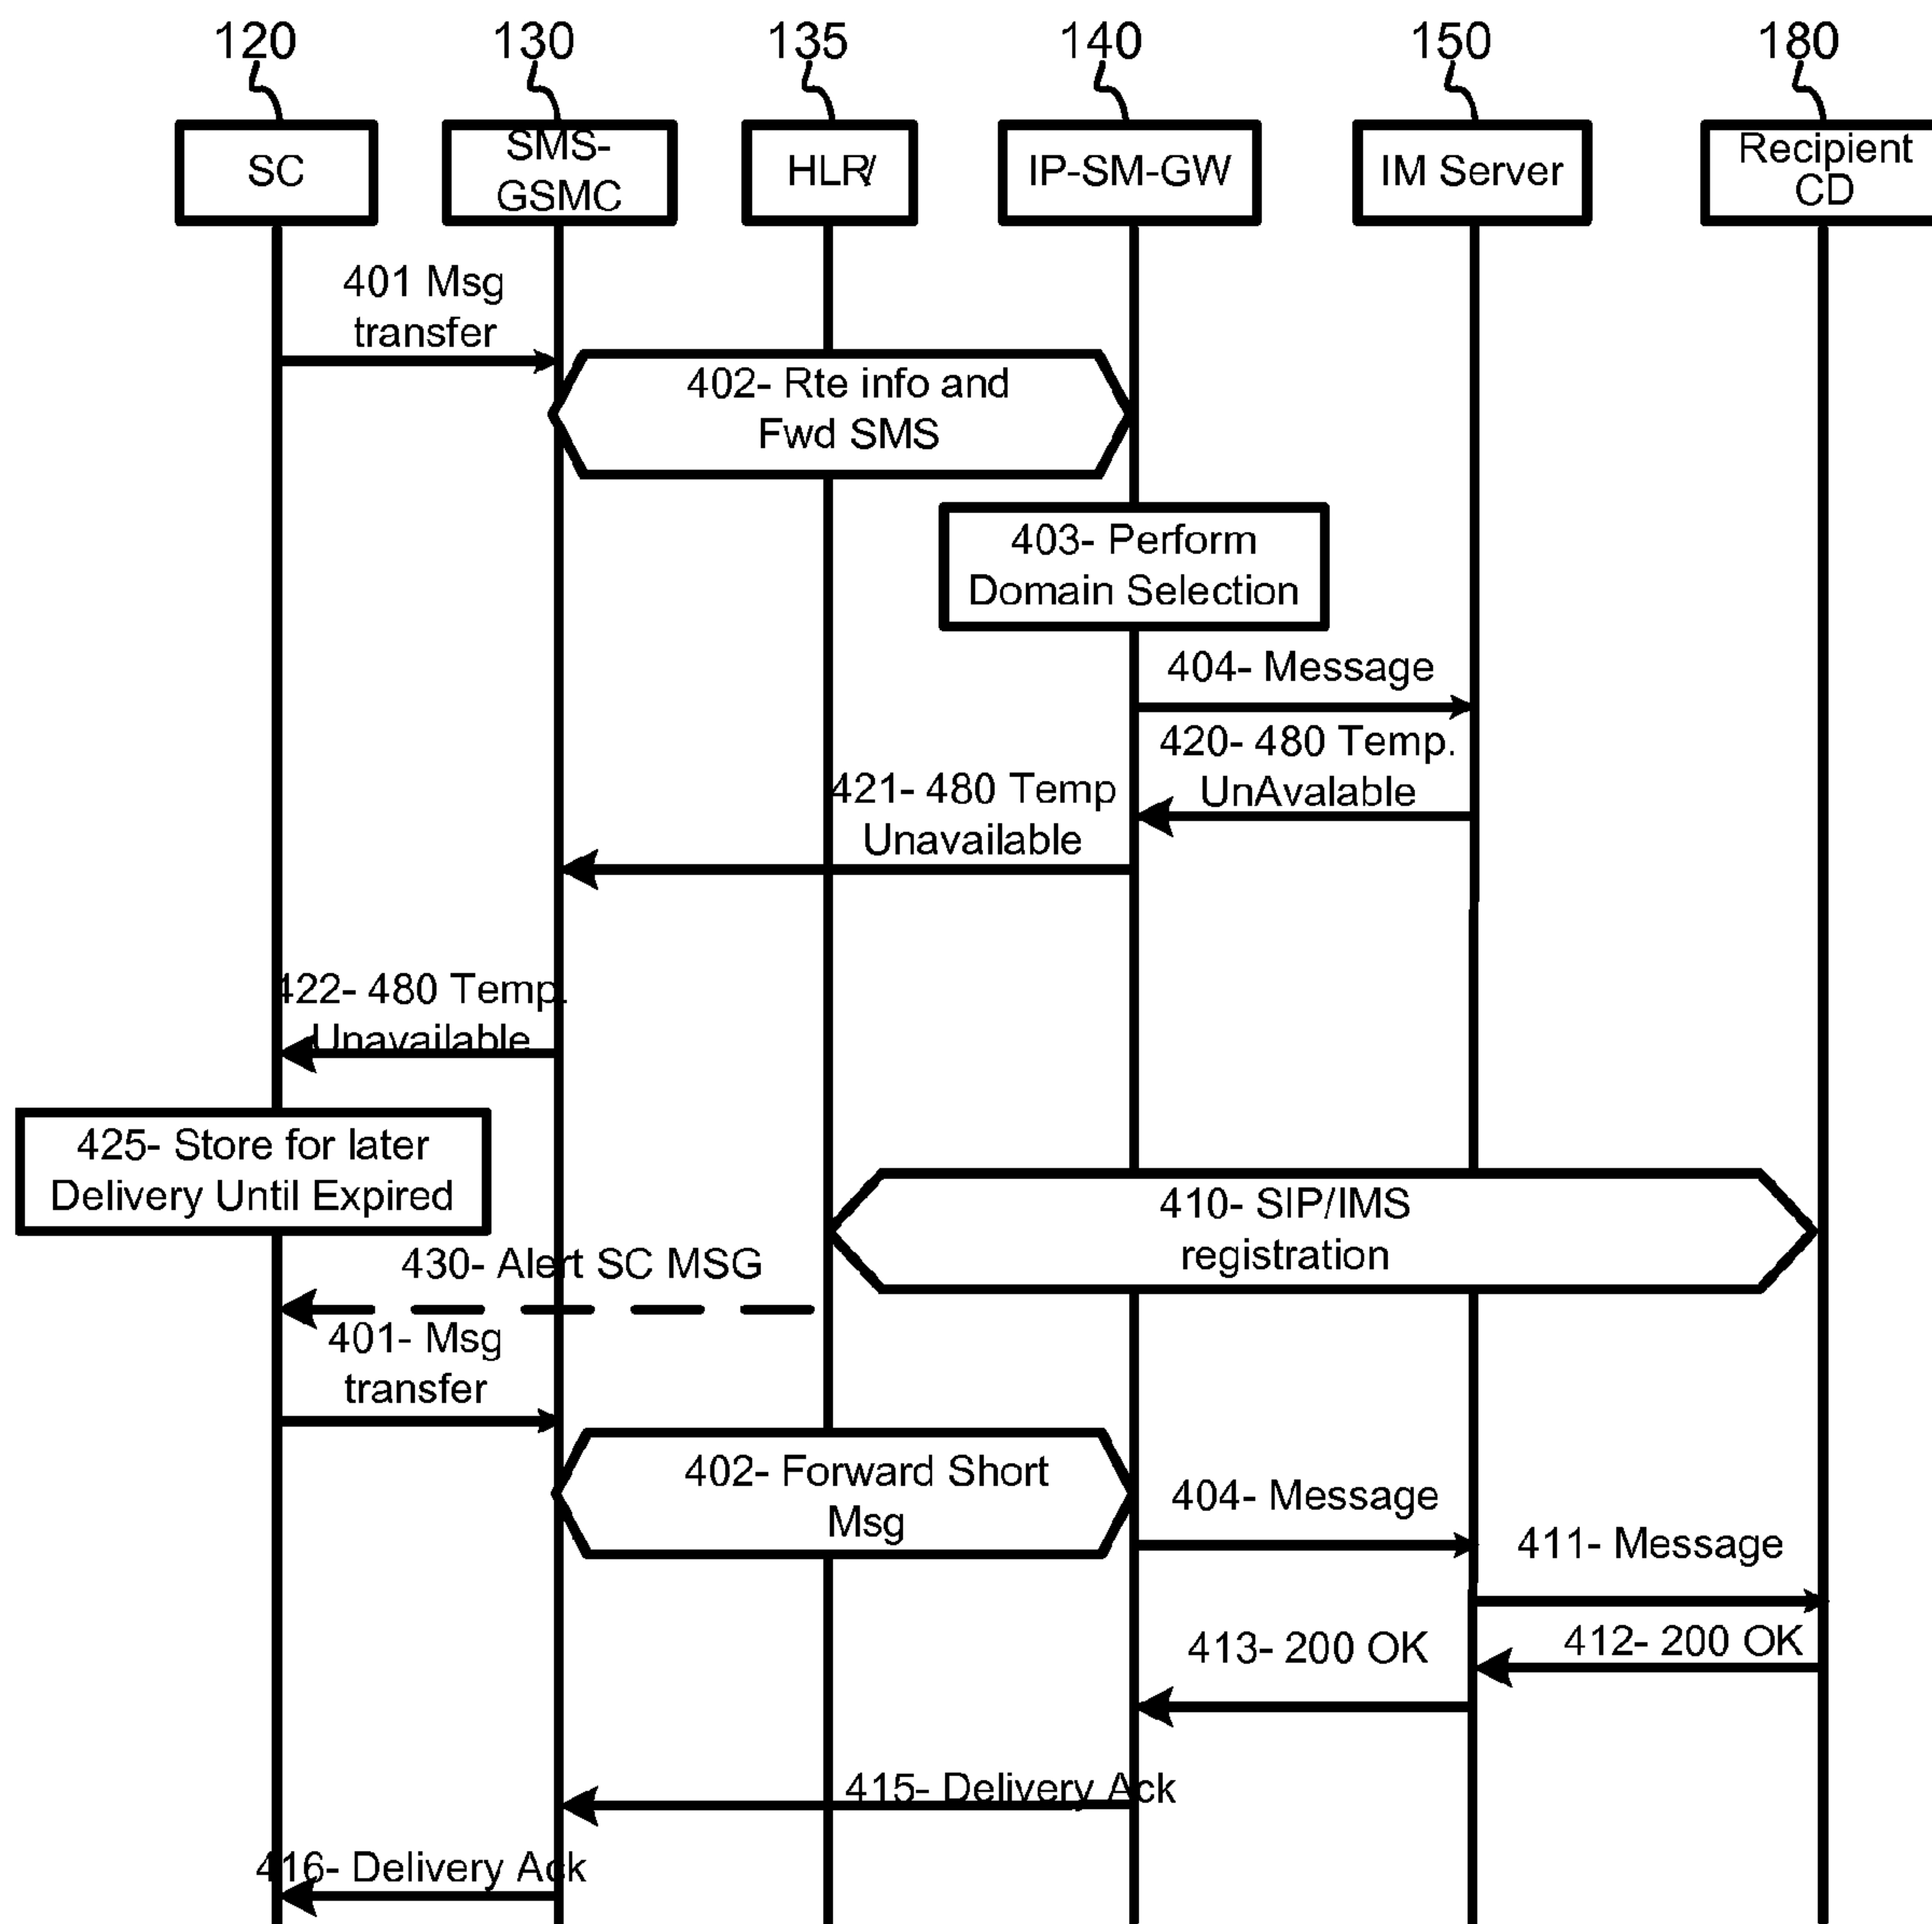 120 130 135 140 150 180
SC
SMS-
GSMC
HLR/
IP-SM-GW
IM Server
Recipient
CD
401 Msg
transfer
402- Rte info and
Fwd SMS
403- Perform
Domain Selection
404- Message
420- 480 Temp.
UnAvalable
421- 480 Temp
Unavailable
422- 480 Temp.
Unavailable
425- Store for later
Delivery Until Expired
410- SIP/IMS
registration
430- Alert SC MSG
401- Msg
transfer
402- Forward Short
Msg
404- Message
411- Message
412- 200 OK
413- 200 OK
415- Delivery Ack
416- Delivery Ack